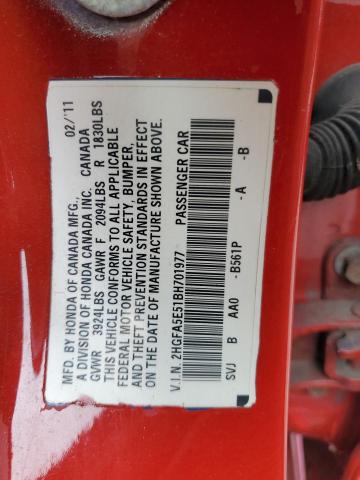 MFD. BY HONDA OF CANADA MFG., 02/'11
A DIVISION OF HONDA CANADA INC. CANADA
GVWR 3924LBS GAWR F 2094LBS R 1830LBS
THIS VEHICLE CONFORMS TO ALL APPLICABLE
FEDERAL MOTOR VEHICLE SAFETY, BUMPER,
AND THEFT PREVENTION STANDARDS IN EFFECT
ON THE DATE OF MANUFACTURE SHOWN ABOVE.
V.I.N. 2HGFA5E51BH701977 PASSENGER CAR
SVJ B AA0 -B561P -A -B